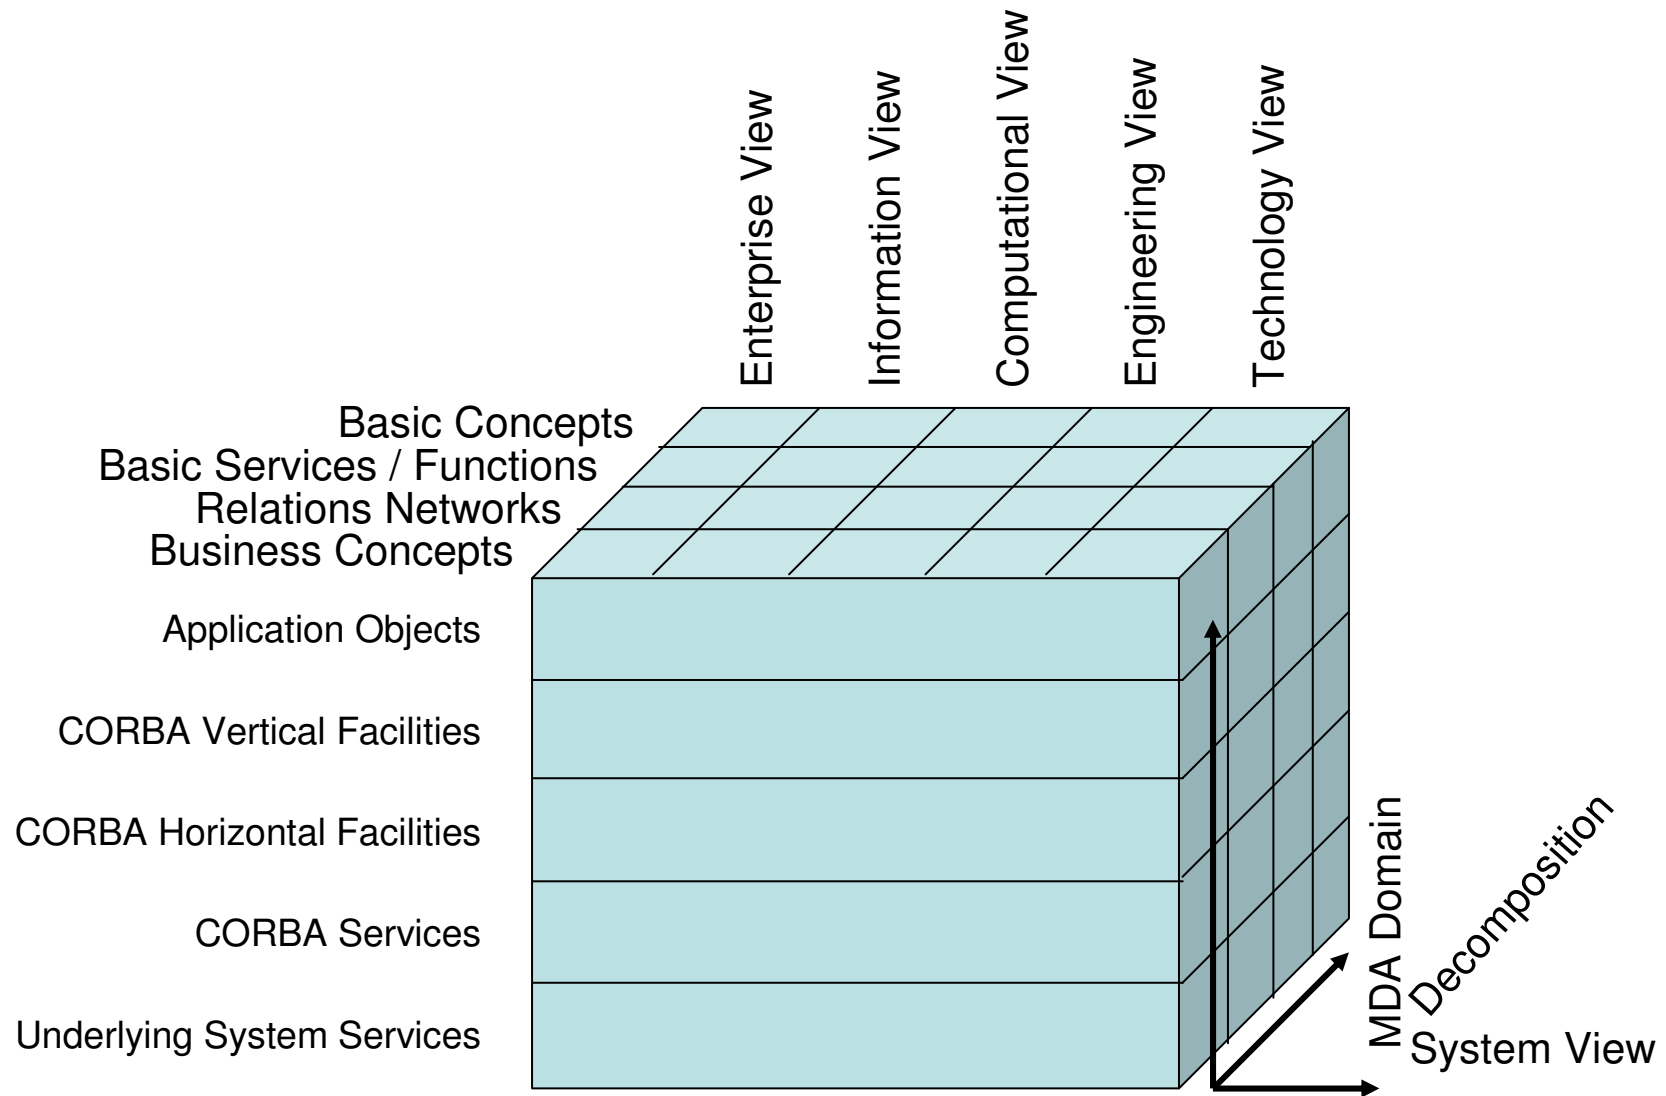 Enterprise View
Information View
Computational View
Engineering View
Technology View
Basic Concepts
Basic Services / Functions
Relations Networks
Business Concepts
Application Objects
CORBA Vertical Facilities
CORBA Horizontal Facilities
CORBA Services
Underlying System Services
MDA Domain
Decomposition
System View